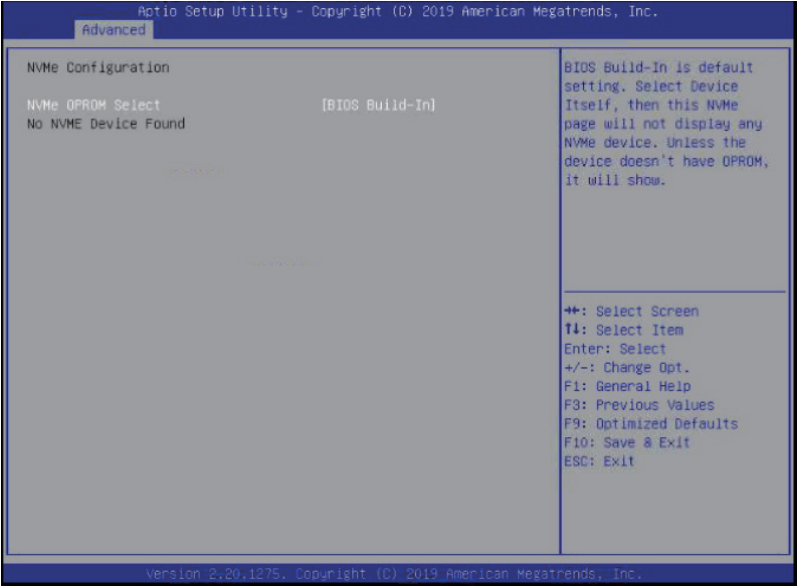 Aptio Setup Utility - Copyright (C) 2019 American Megatrends, Inc.
Advanced
NVMe Configuration
NVMe OPROM Select [BIOS Build-In]
No NVME Device Found
BIOS Build-In is default
setting. Select Device
Itself, then this NVMe
page will not display any
NVMe device. Unless the
device doesn't have OPROM,
it will show.
→←: Select Screen
↑↓: Select Item
Enter: Select
+/-: Change Opt.
F1: General Help
F3: Previous Values
F9: Optimized Defaults
F10: Save & Exit
ESC: Exit
Version 2.20.1275. Copyright (C) 2019 American Megatrends, Inc.